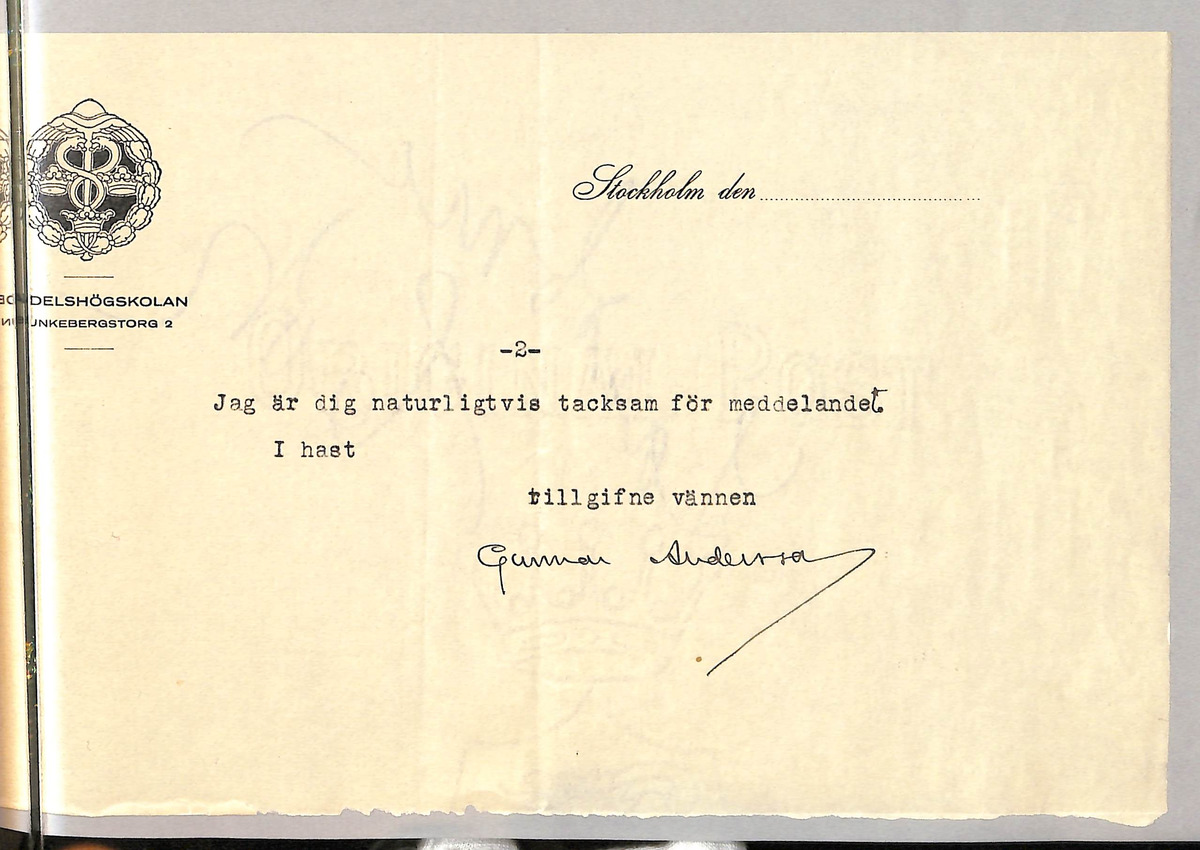 Stockholm den
DELSHÖGSKOLAN
UNKEBERGSTORG 2
-2-
Jag är dig naturligtvis tacksam för meddelandet.
I hast
tillgifne vännen
Gunnar Andersson